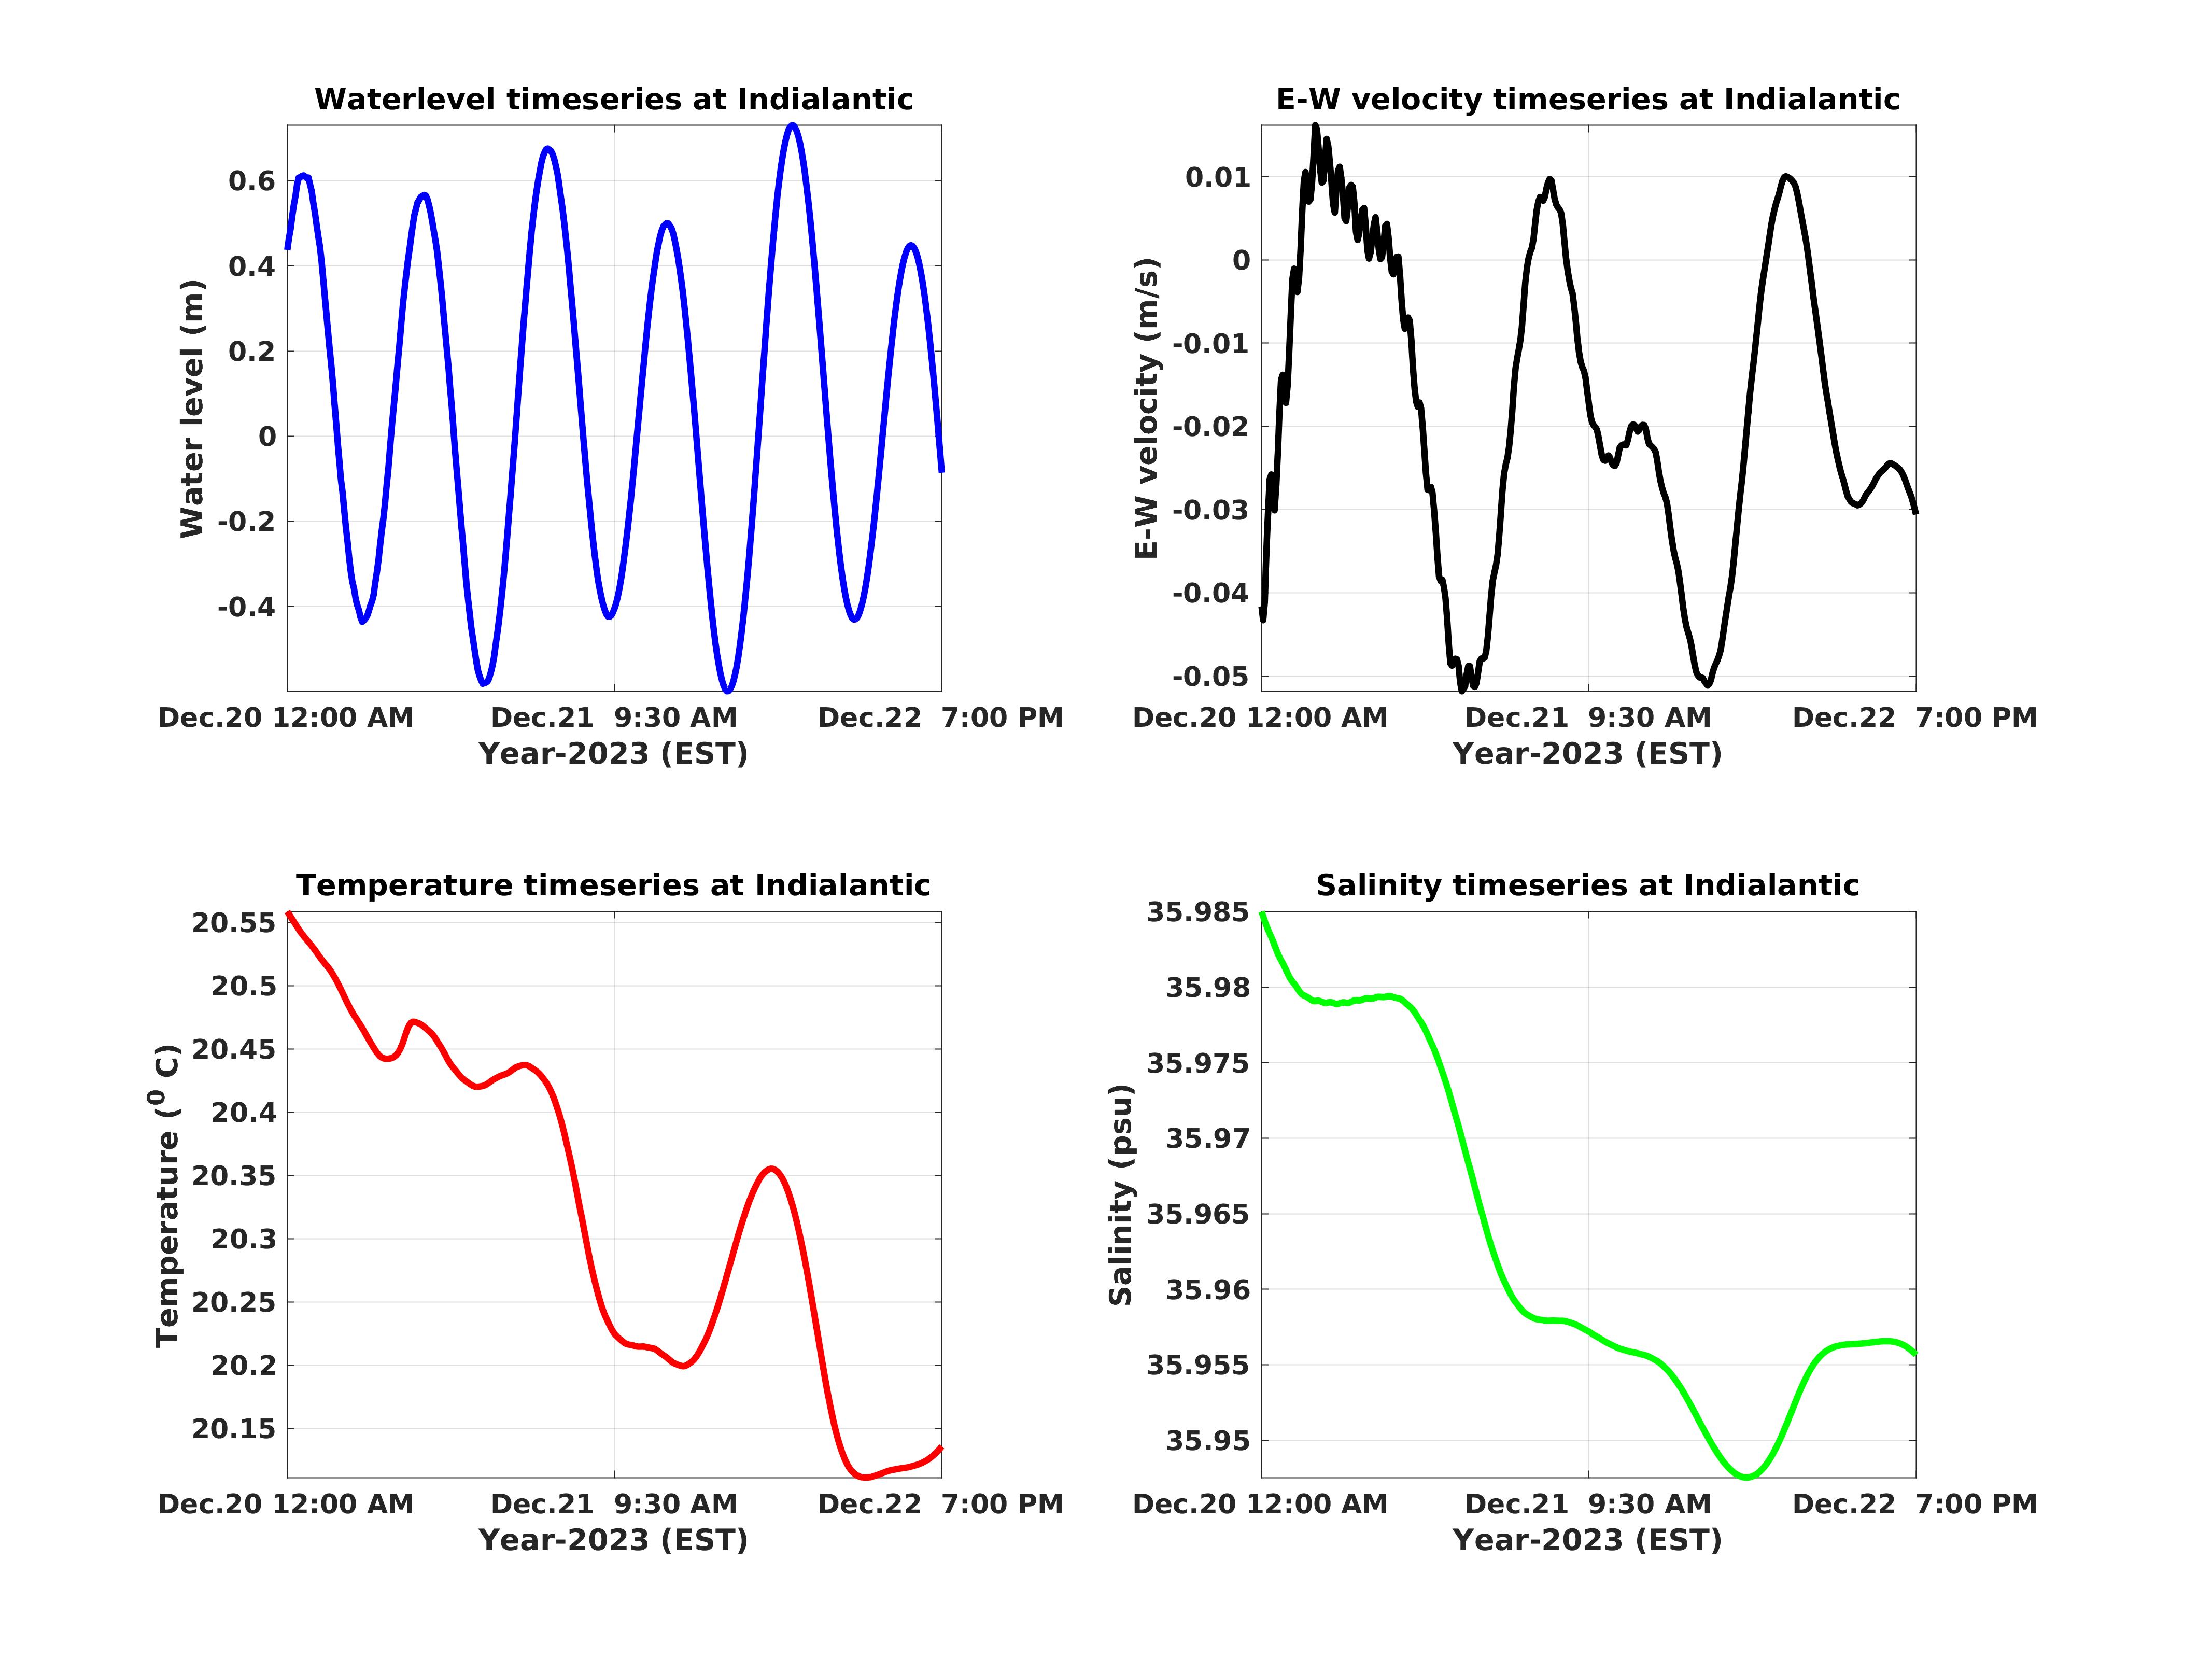 Waterlevel timeseries at Indialantic
0.6
0.4
0.2
0
-0.2
-0.4
Water level (m)
Dec.20 12:00 AM
Dec.21 9:30 AM
Dec.22 7:00 PM
Year-2023 (EST)
E-W velocity timeseries at Indialantic
0.01
0
-0.01
-0.02
-0.03
-0.04
-0.05
E-W velocity (m/s)
Dec.20 12:00 AM
Dec.21 9:30 AM
Dec.22 7:00 PM
Year-2023 (EST)
Temperature timeseries at Indialantic
20.55
20.5
20.45
20.4
20.35
20.3
20.25
20.2
20.15
Temperature (⁰ C)
Dec.20 12:00 AM
Dec.21 9:30 AM
Dec.22 7:00 PM
Year-2023 (EST)
Salinity timeseries at Indialantic
35.985
35.98
35.975
35.97
35.965
35.96
35.955
35.95
Salinity (psu)
Dec.20 12:00 AM
Dec.21 9:30 AM
Dec.22 7:00 PM
Year-2023 (EST)